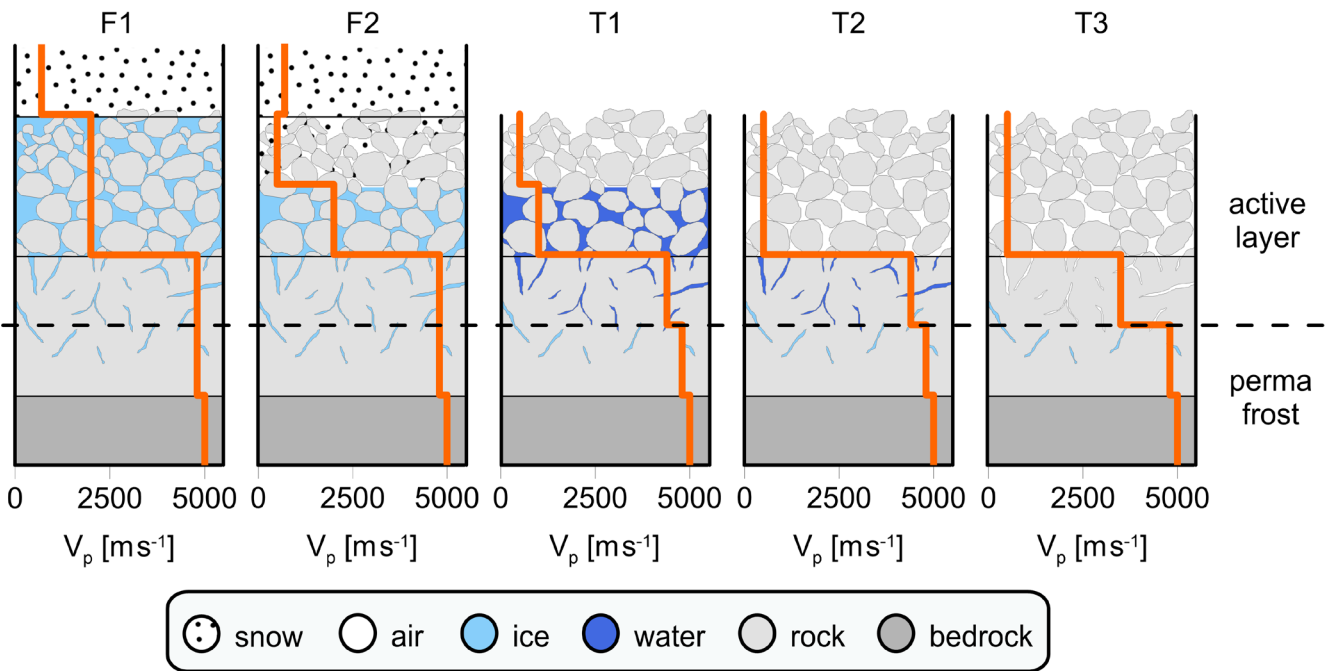 F1 F2 T1 T2 T3
active
layer
perma
frost
0 2500 5000 0 2500 5000 0 2500 5000 0 2500 5000 0 2500 5000
Vp [ms-1] Vp [ms-1] Vp [ms-1] Vp [ms-1] Vp [ms-1]
snow air ice water rock bedrock